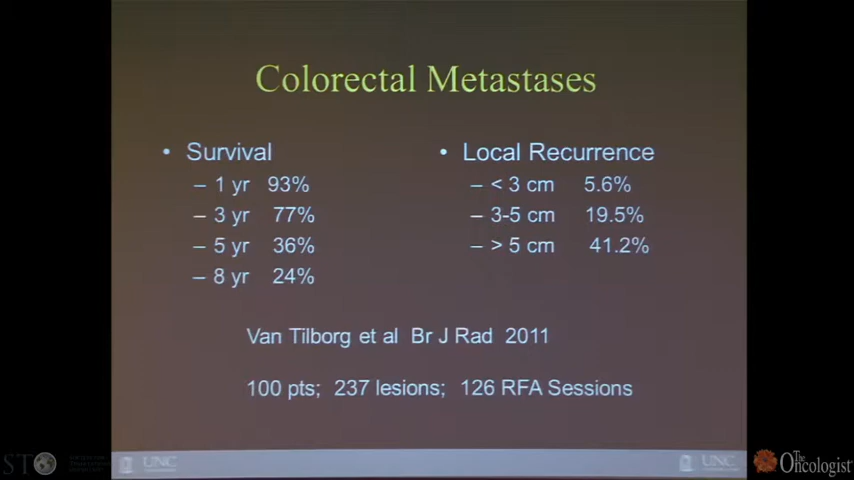 Colorectal Metastases
• Survival
– 1 yr 93%
– 3 yr 77%
– 5 yr 36%
– 8 yr 24%
• Local Recurrence
– < 3 cm 5.6%
– 3-5 cm 19.5%
– > 5 cm 41.2%
Van Tilborg et al Br J Rad 2011
100 pts; 237 lesions; 126 RFA Sessions
UNC
UNC
The
Oncologist